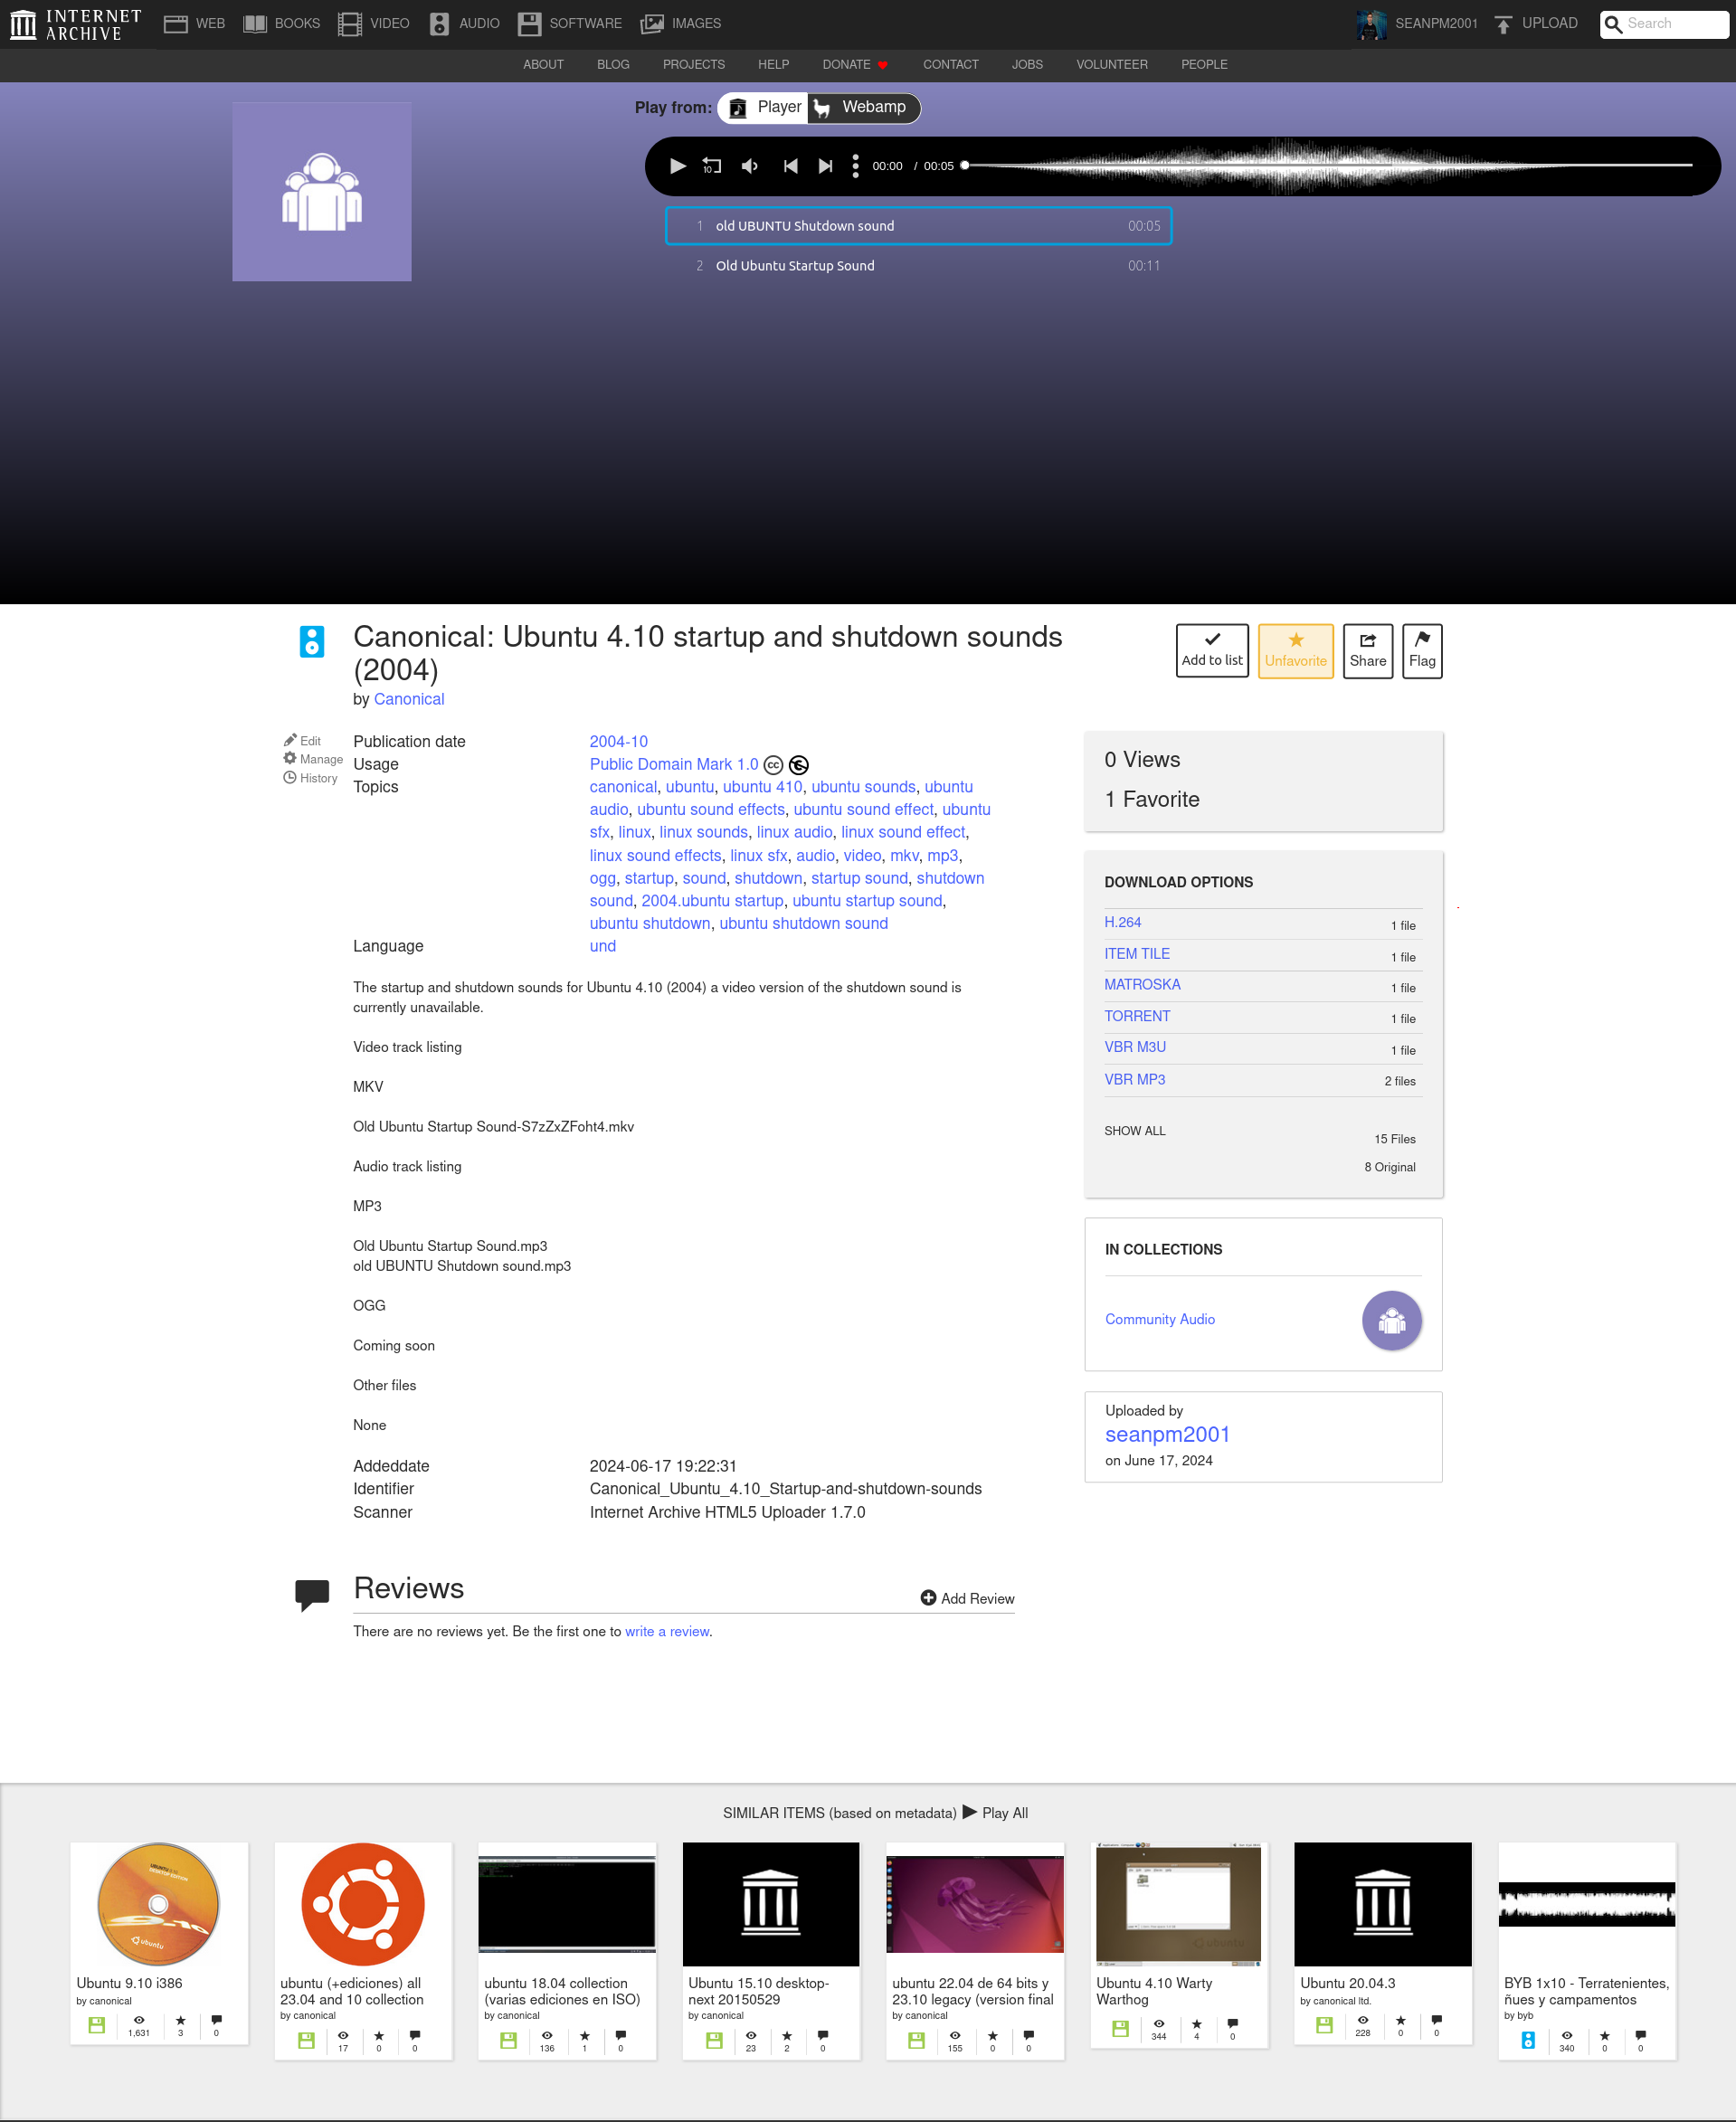 INTERNET ARCHIVE
WEB BOOKS VIDEO AUDIO SOFTWARE IMAGES SEANPM2001 UPLOAD Search
ABOUT BLOG PROJECTS HELP DONATE CONTACT JOBS VOLUNTEER PEOPLE
Play from: Player Webamp
10 00:00 / 00:05
1 old UBUNTU Shutdown sound 00:05
2 Old Ubuntu Startup Sound 00:11
Canonical: Ubuntu 4.10 startup and shutdown sounds
(2004)
by Canonical
Add to list Unfavorite Share Flag
Edit
Manage
History
Publication date 2004-10
Usage Public Domain Mark 1.0 cc
Topics canonical, ubuntu, ubuntu 410, ubuntu sounds, ubuntu
audio, ubuntu sound effects, ubuntu sound effect, ubuntu
sfx, linux, linux sounds, linux audio, linux sound effect,
linux sound effects, linux sfx, audio, video, mkv, mp3,
ogg, startup, sound, shutdown, startup sound, shutdown
sound, 2004.ubuntu startup, ubuntu startup sound,
ubuntu shutdown, ubuntu shutdown sound
Language und
The startup and shutdown sounds for Ubuntu 4.10 (2004) a video version of the shutdown sound is
currently unavailable.
Video track listing
MKV
Old Ubuntu Startup Sound-S7zZxZFoht4.mkv
Audio track listing
MP3
Old Ubuntu Startup Sound.mp3
old UBUNTU Shutdown sound.mp3
OGG
Coming soon
Other files
None
Addeddate 2024-06-17 19:22:31
Identifier Canonical_Ubuntu_4.10_Startup-and-shutdown-sounds
Scanner Internet Archive HTML5 Uploader 1.7.0
0 Views
1 Favorite
DOWNLOAD OPTIONS
H.264 1 file
ITEM TILE 1 file
MATROSKA 1 file
TORRENT 1 file
VBR M3U 1 file
VBR MP3 2 files
SHOW ALL 15 Files
8 Original
IN COLLECTIONS
Community Audio
Uploaded by
seanpm2001
on June 17, 2024
Reviews
Add Review
There are no reviews yet. Be the first one to write a review.
SIMILAR ITEMS (based on metadata) Play All
Ubuntu 9.10 i386
by canonical
1,631 3 0
ubuntu (+ediciones) all
23.04 and 10 collection
by canonical
17 0 0
ubuntu 18.04 collection
(varias ediciones en ISO)
by canonical
136 1 0
Ubuntu 15.10 desktop-
next 20150529
by canonical
23 2 0
ubuntu 22.04 de 64 bits y
23.10 legacy (version final
by canonical
155 0 0
Ubuntu 4.10 Warty
Warthog
344 4 0
Ubuntu 20.04.3
by canonical ltd.
228 0 0
BYB 1x10 - Terratenientes,
ñues y campamentos
by byb
340 0 0